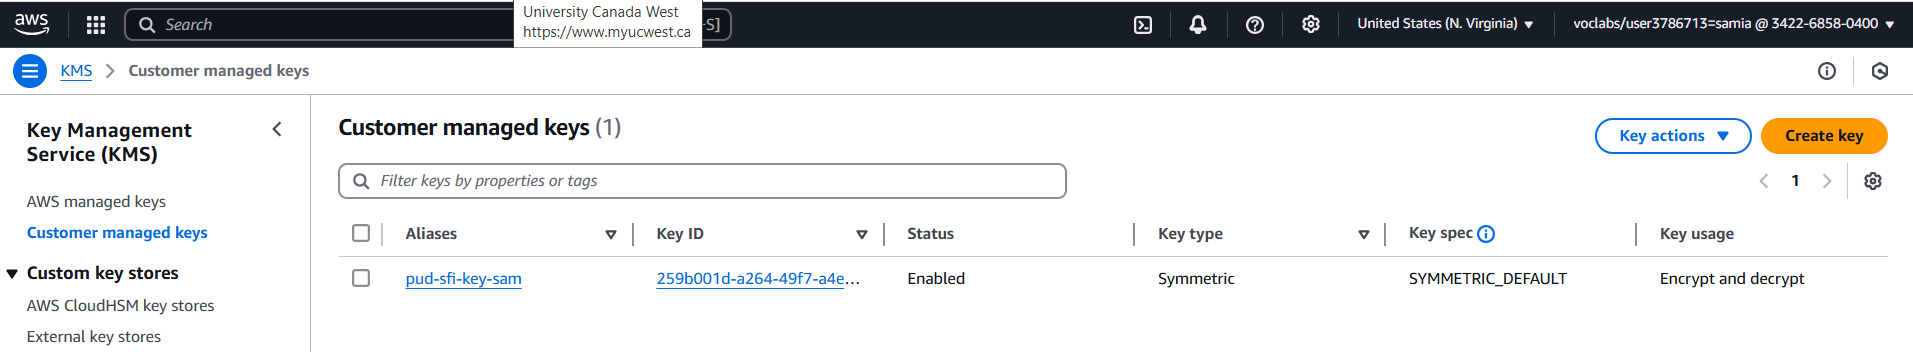 University Canada West
https://www.myucwest.ca
aws
Search
-S]
United States (N. Virginia)
voclabs/user3786713=samia @ 3422-6858-0400
KMS
Customer managed keys
Key Management
Service (KMS)
AWS managed keys
Customer managed keys
Custom key stores
AWS CloudHSM key stores
External key stores
Customer managed keys (1)
Key actions
Create key
Filter keys by properties or tags
1
Aliases Key ID Status Key type Key spec Key usage
pud-sfi-key-sam 259b001d-a264-49f7-a4e... Enabled Symmetric SYMMETRIC_DEFAULT Encrypt and decrypt